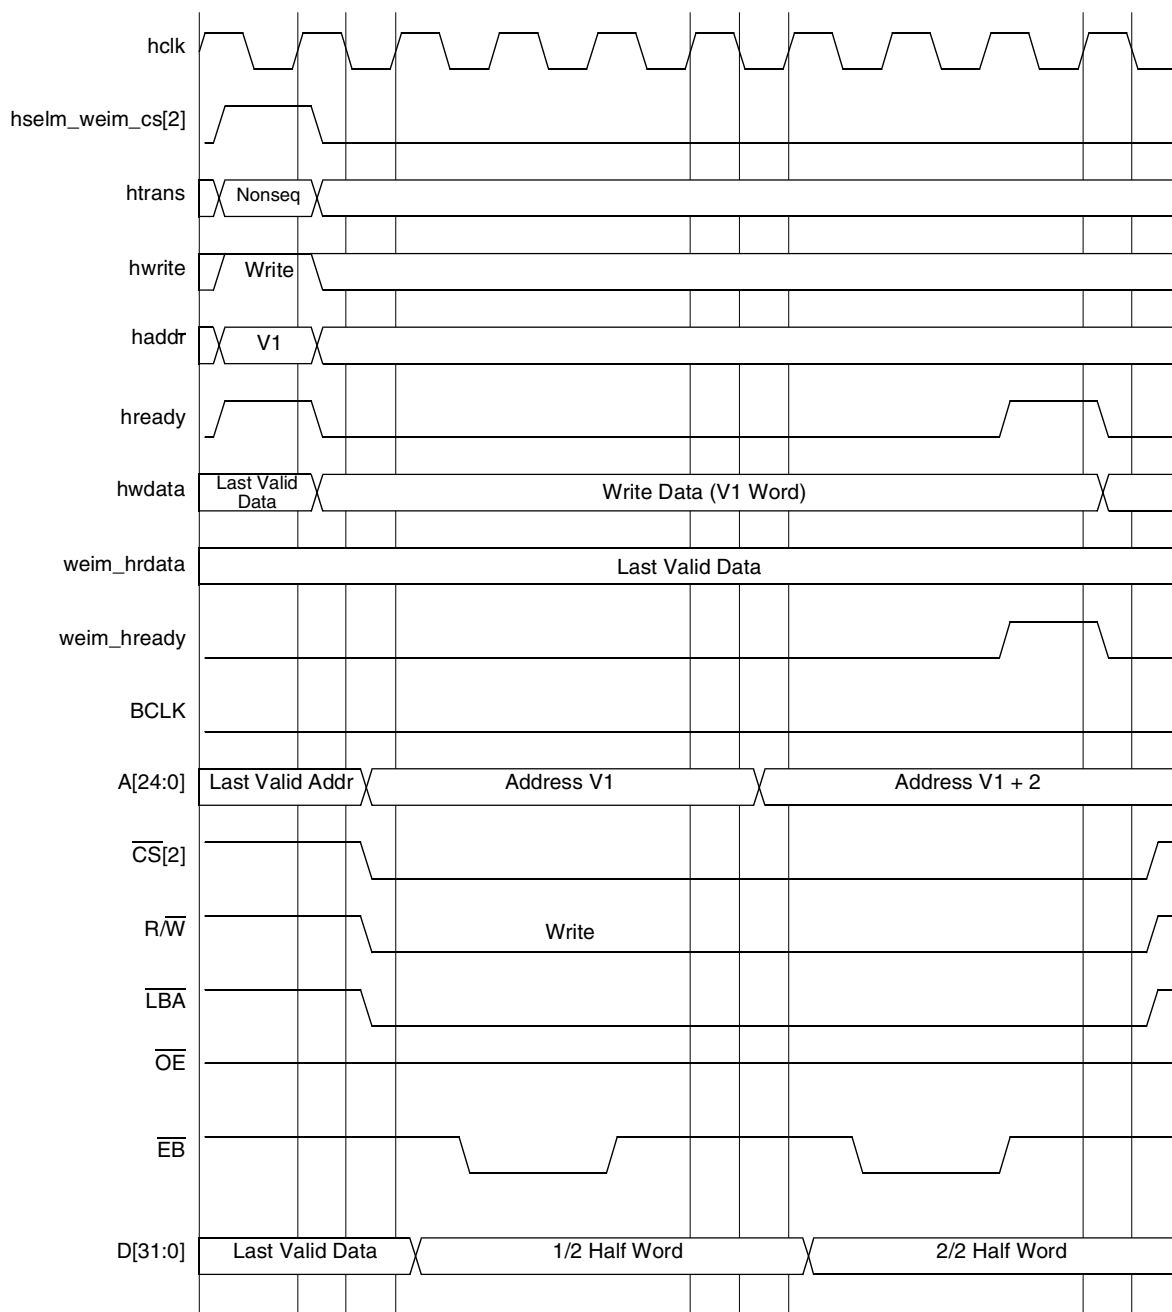 hclk
hselm_weim_cs[2]
htrans Nonseq
hwrite Write
haddr V1
hready
hwdata Last Valid Data Write Data (V1 Word)
weim_hrdata Last Valid Data
weim_hready
BCLK
A[24:0] Last Valid Addr Address V1 Address V1 + 2
CS[2]
R/W Write
LBA
OE
EB
D[31:0] Last Valid Data 1/2 Half Word 2/2 Half Word